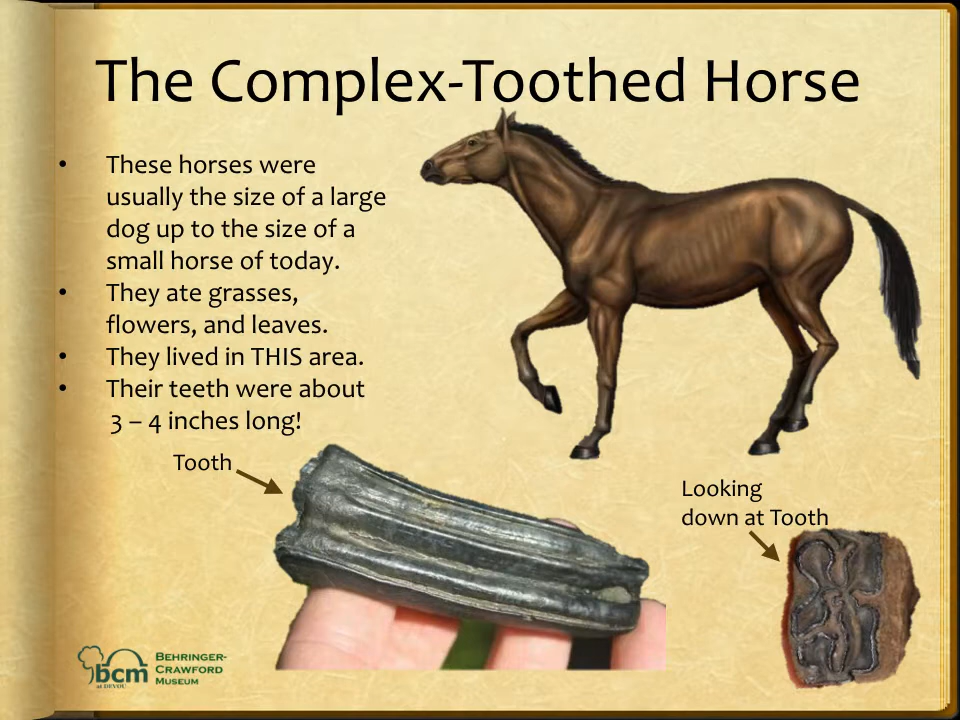 The Complex-Toothed Horse
• These horses were
usually the size of a large
dog up to the size of a
small horse of today.
• They ate grasses,
flowers, and leaves.
• They lived in THIS area.
• Their teeth were about
3 – 4 inches long!
Tooth
Looking
down at Tooth
bcm
at DEVOU
BEHRINGER-
CRAWFORD
MUSEUM